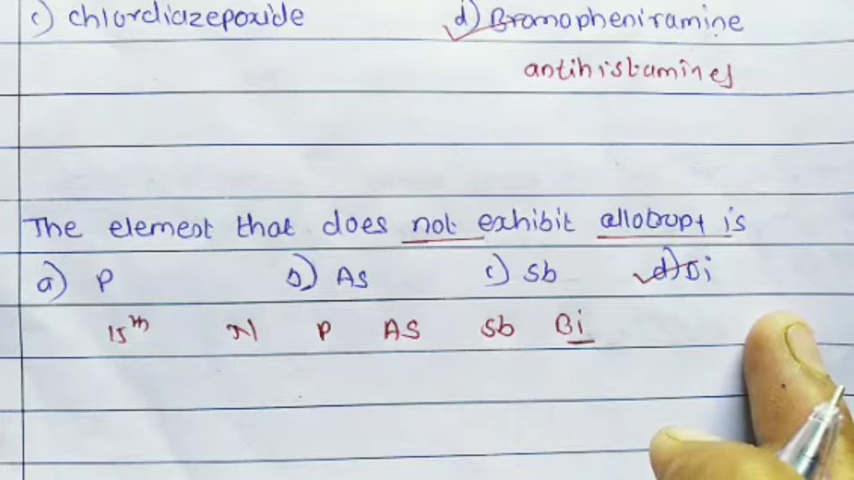 c) chlordiazepoxide d) Bromopheniramine
antihistamines
The element that does not exhibit allotropy is
a) P b) As c) Sb d) Bi
15th N P AS Sb Bi